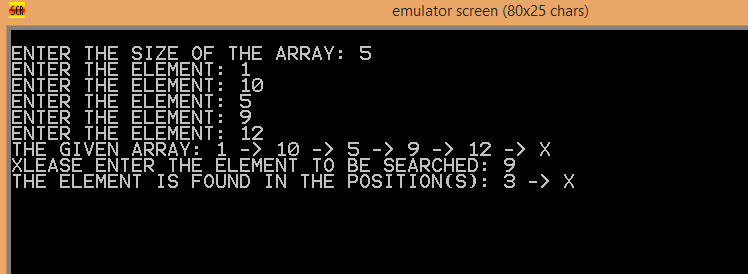 SCR emulator screen (80x25 chars)
ENTER THE SIZE OF THE ARRAY: 5
ENTER THE ELEMENT: 1
ENTER THE ELEMENT: 10
ENTER THE ELEMENT: 5
ENTER THE ELEMENT: 9
ENTER THE ELEMENT: 12
THE GIVEN ARRAY: 1 -> 10 -> 5 -> 9 -> 12 -> X
XLEASE ENTER THE ELEMENT TO BE SEARCHED: 9
THE ELEMENT IS FOUND IN THE POSITION(S): 3 -> X